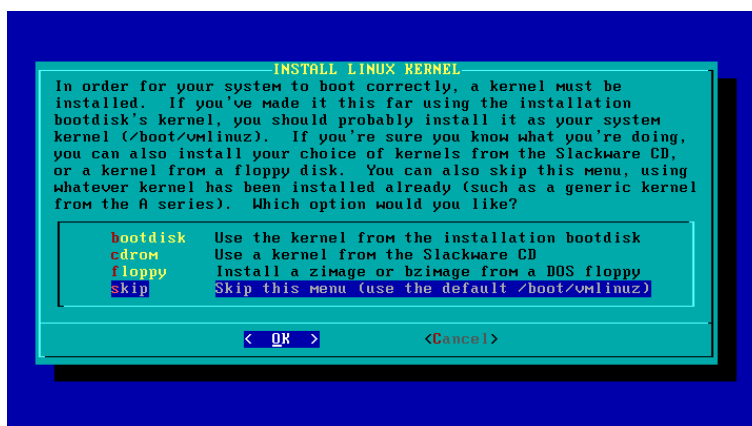 INSTALL LINUX KERNEL
In order for your system to boot correctly, a kernel must be
installed.  If you've made it this far using the installation
bootdisk's kernel, you should probably install it as your system
kernel (/boot/vmlinuz).  If you're sure you know what you're doing,
you can also install your choice of kernels from the Slackware CD,
or a kernel from a floppy disk.  You can also skip this menu, using
whatever kernel has been installed already (such as a generic kernel
from the A series).  Which option would you like?
bootdisk  Use the kernel from the installation bootdisk
cdrom  Use a kernel from the Slackware CD
floppy  Install a zimage or bzimage from a DOS floppy
skip  Skip this menu (use the default /boot/vmlinuz)
<  OK  >  <Cancel>